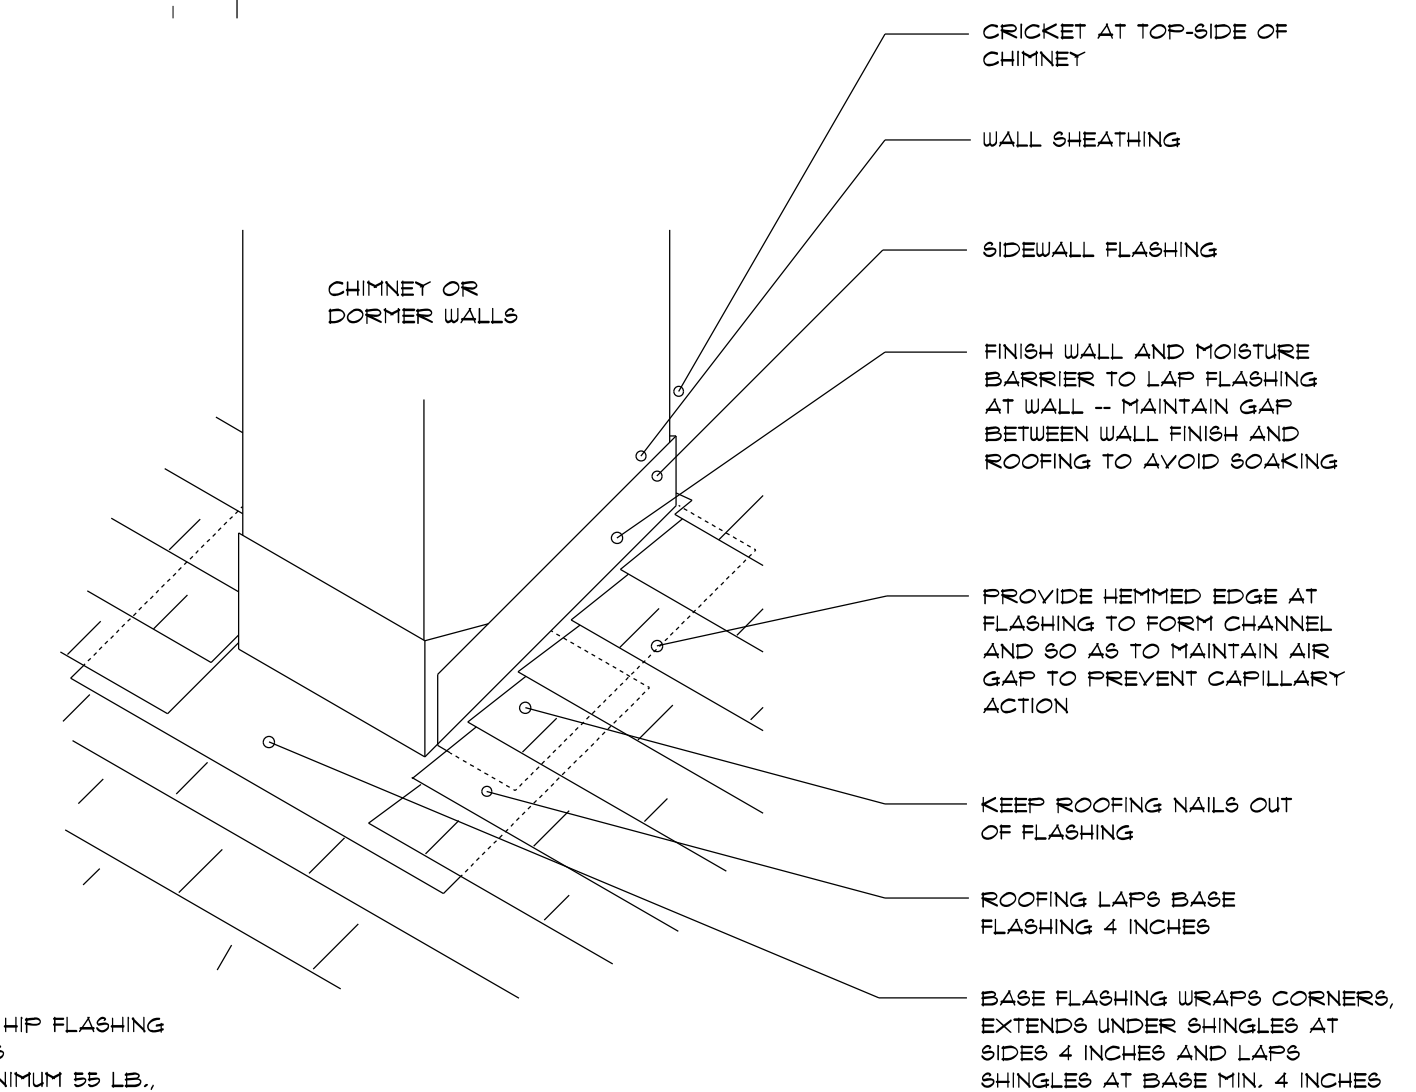 CRICKET AT TOP-SIDE OF
CHIMNEY
WALL SHEATHING
SIDEWALL FLASHING
CHIMNEY OR
DORMER WALLS
FINISH WALL AND MOISTURE
BARRIER TO LAP FLASHING
AT WALL -- MAINTAIN GAP
BETWEEN WALL FINISH AND
ROOFING TO AVOID SOAKING
PROVIDE HEMMED EDGE AT
FLASHING TO FORM CHANNEL
AND SO AS TO MAINTAIN AIR
GAP TO PREVENT CAPILLARY
ACTION
KEEP ROOFING NAILS OUT
OF FLASHING
ROOFING LAPS BASE
FLASHING 4 INCHES
BASE FLASHING WRAPS CORNERS,
EXTENDS UNDER SHINGLES AT
SIDES 4 INCHES AND LAPS
SHINGLES AT BASE MIN. 4 INCHES
HIP FLASHING
55 LB.,